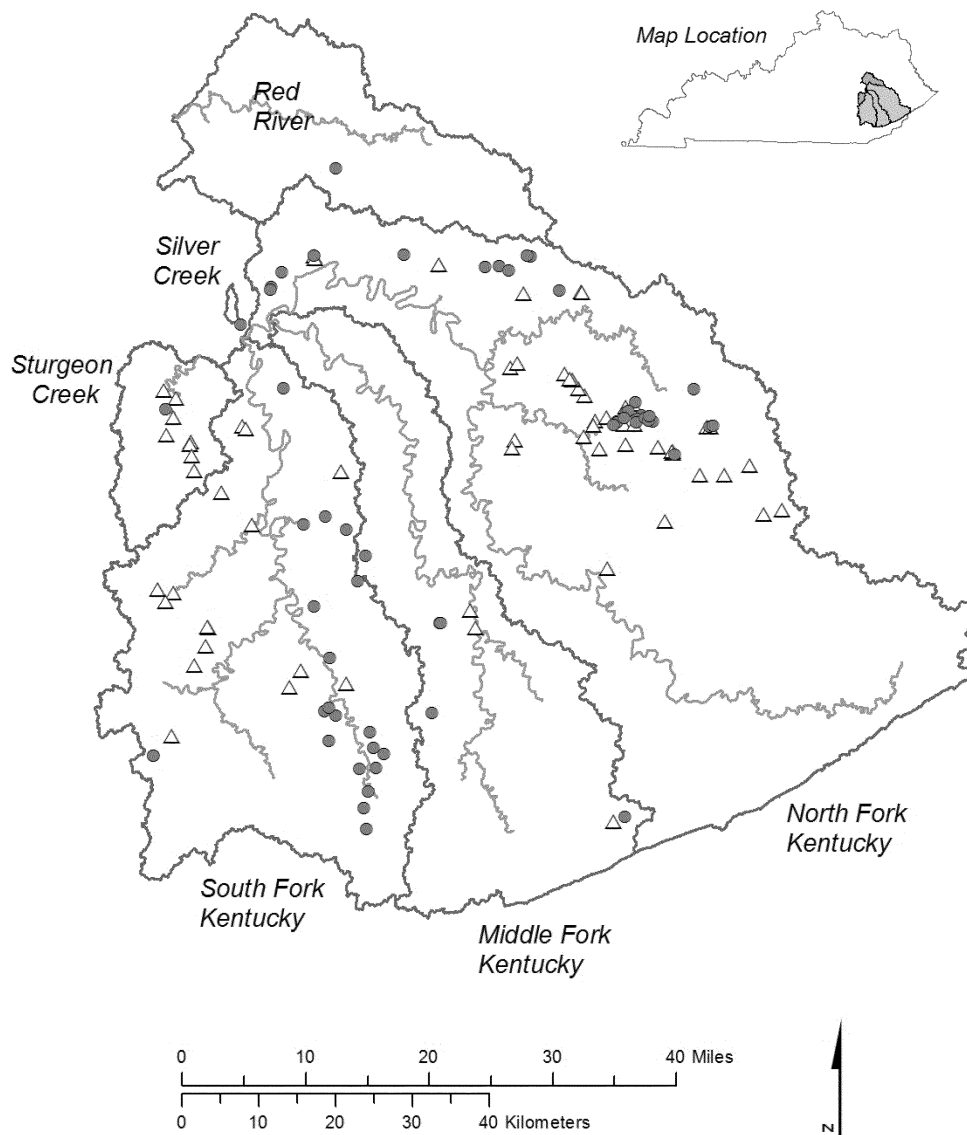 Map Location
Red
River
Silver
Creek
Sturgeon
Creek
North Fork
Kentucky
South Fork
Kentucky
Middle Fork
Kentucky
0 10 20 30 40 Miles
0 10 20 30 40 Kilometers
N